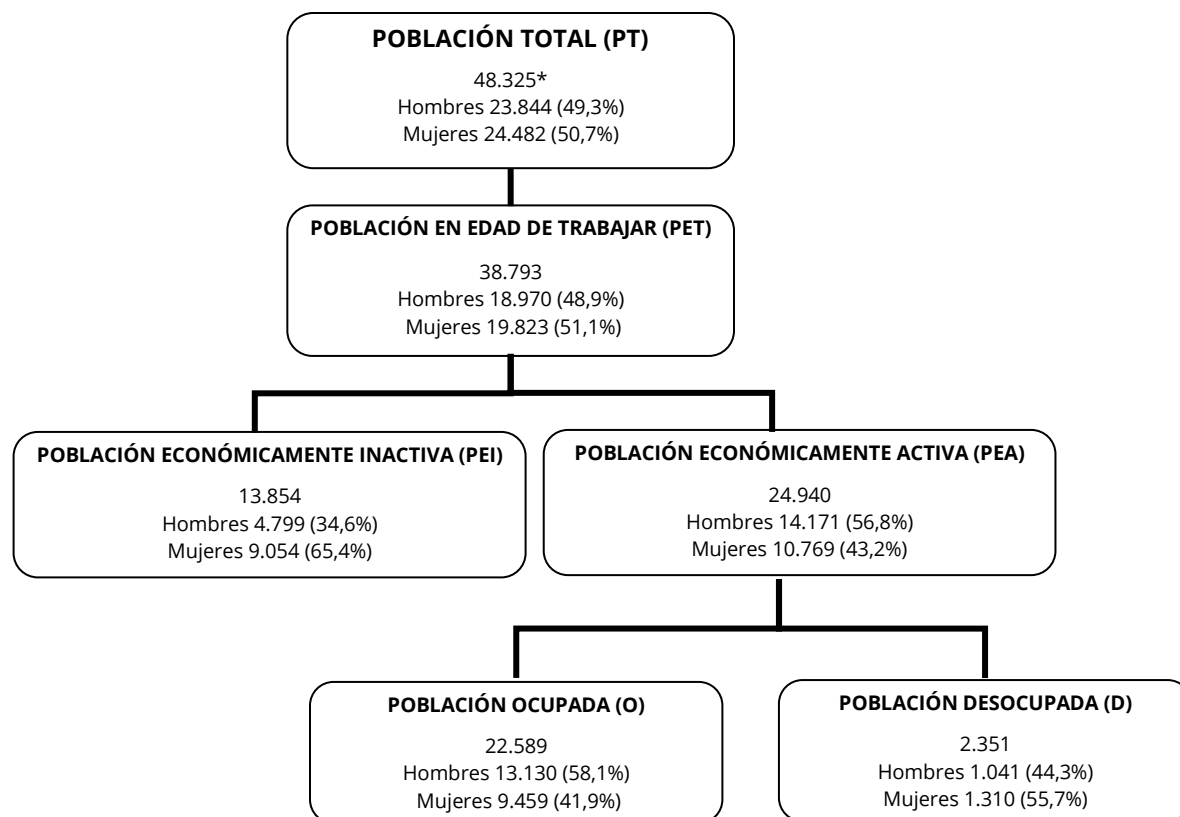 POBLACIÓN TOTAL (PT)
48.325*
Hombres 23.844 (49,3%)
Mujeres 24.482 (50,7%)
POBLACIÓN EN EDAD DE TRABAJAR (PET)
38.793
Hombres 18.970 (48,9%)
Mujeres 19.823 (51,1%)
POBLACIÓN ECONÓMICAMENTE INACTIVA (PEI)
13.854
Hombres 4.799 (34,6%)
Mujeres 9.054 (65,4%)
POBLACIÓN ECONÓMICAMENTE ACTIVA (PEA)
24.940
Hombres 14.171 (56,8%)
Mujeres 10.769 (43,2%)
POBLACIÓN OCUPADA (O)
22.589
Hombres 13.130 (58,1%)
Mujeres 9.459 (41,9%)
POBLACIÓN DESOCUPADA (D)
2.351
Hombres 1.041 (44,3%)
Mujeres 1.310 (55,7%)